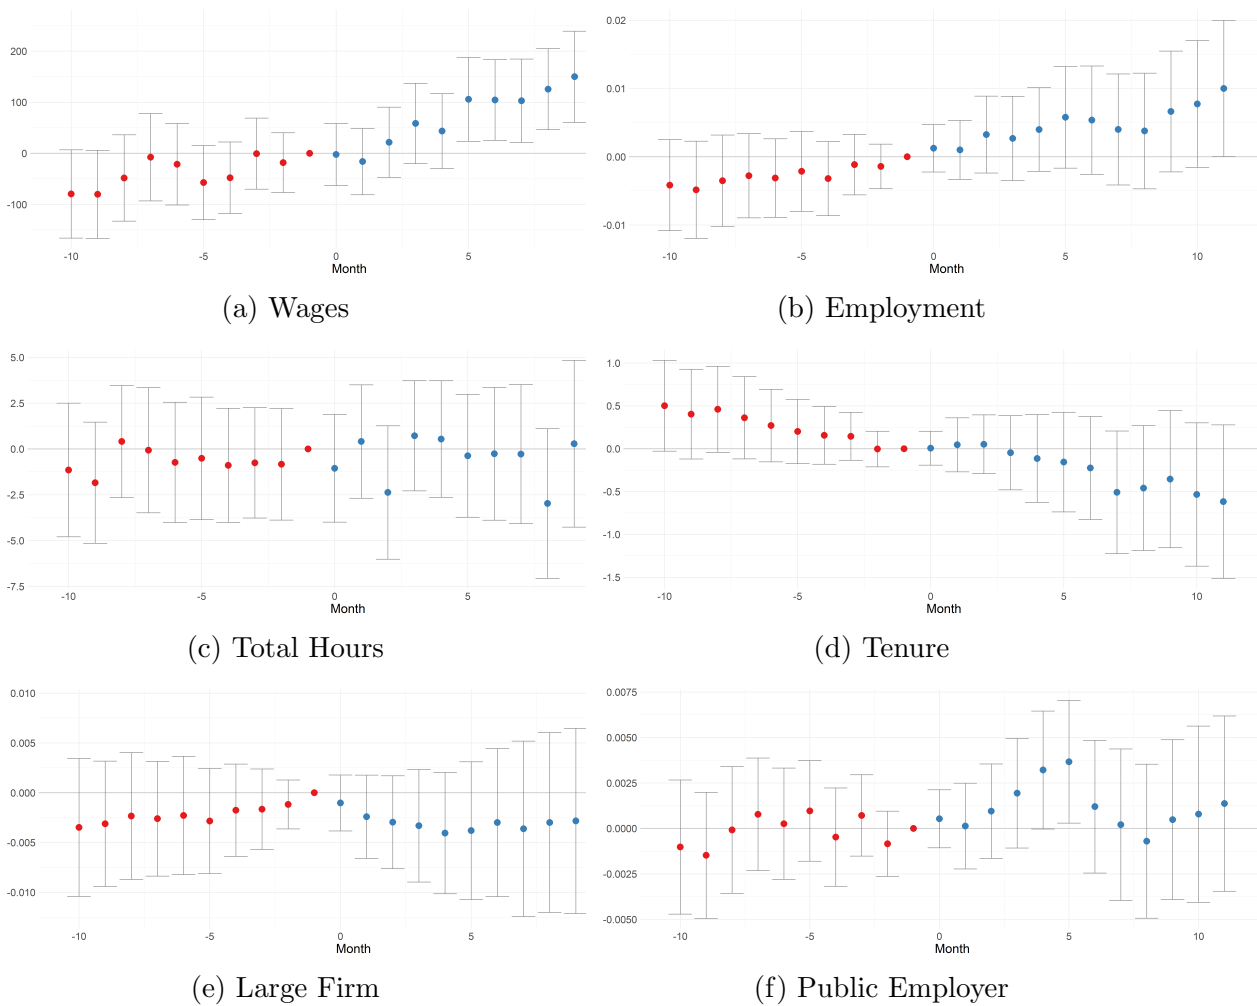 200
100
0
-100
-10 -5 0 5
Month
(a) Wages
0.02
0.01
0.00
-0.01
-10 -5 0 5 10
Month
(b) Employment
5.0
2.5
0.0
-2.5
-5.0
-7.5
-10 -5 0 5
Month
(c) Total Hours
1.0
0.5
0.0
-0.5
-1.0
-1.5
-10 -5 0 5 10
Month
(d) Tenure
0.010
0.005
0.000
-0.005
-0.010
-10 -5 0 5
Month
(e) Large Firm
0.0075
0.0050
0.0025
0.0000
-0.0025
-0.0050
-10 -5 0 5 10
Month
(f) Public Employer